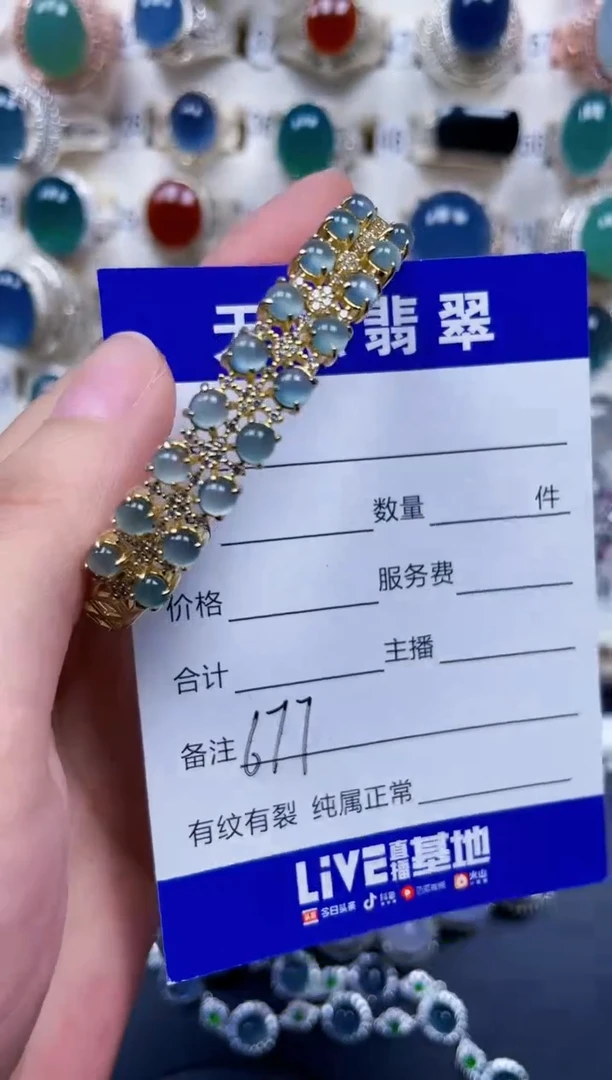 翡翠
数量 件
价格 服务费
合计 主播
备注 677
有纹有裂 纯属正常
LiVE直播基地
今日头条 抖音 火山